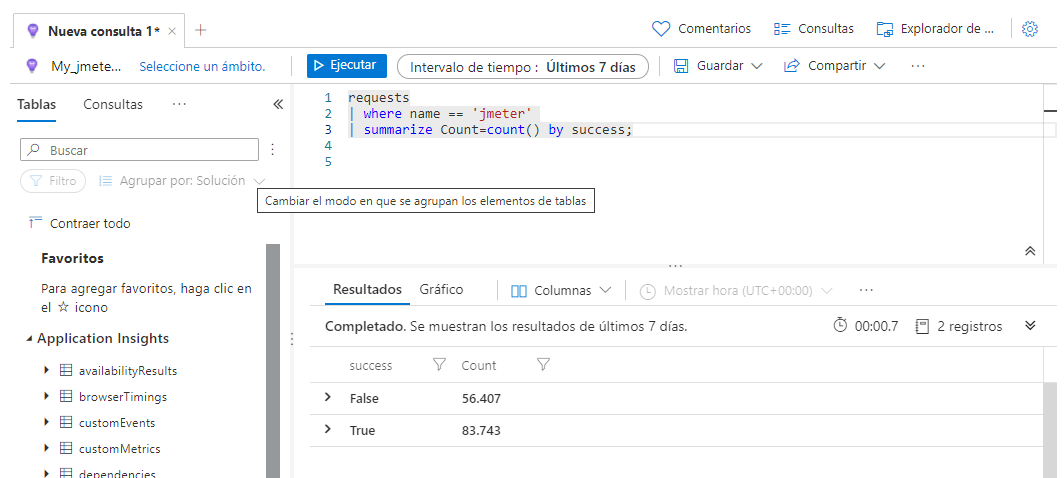 Nueva consulta 1*
Comentarios
Consultas
Explorador de ...
My_jmete...
Seleccione un ámbito.
Ejecutar
Intervalo de tiempo : Últimos 7 días
Guardar
Compartir
Tablas
Consultas
Buscar
Filtro
Agrupar por: Solución
Cambiar el modo en que se agrupan los elementos de tablas
Contraer todo
Favoritos
Para agregar favoritos, haga clic en
el ☆ icono
Application Insights
availabilityResults
browserTimings
customEvents
customMetrics
dependencies
1 requests
2 | where name == 'jmeter'
3 | summarize Count=count() by success;
4
5
Resultados
Gráfico
Columnas
Mostrar hora (UTC+00:00)
Completado. Se muestran los resultados de últimos 7 días.
00:00.7
2 registros
success Count
False 56.407
True 83.743